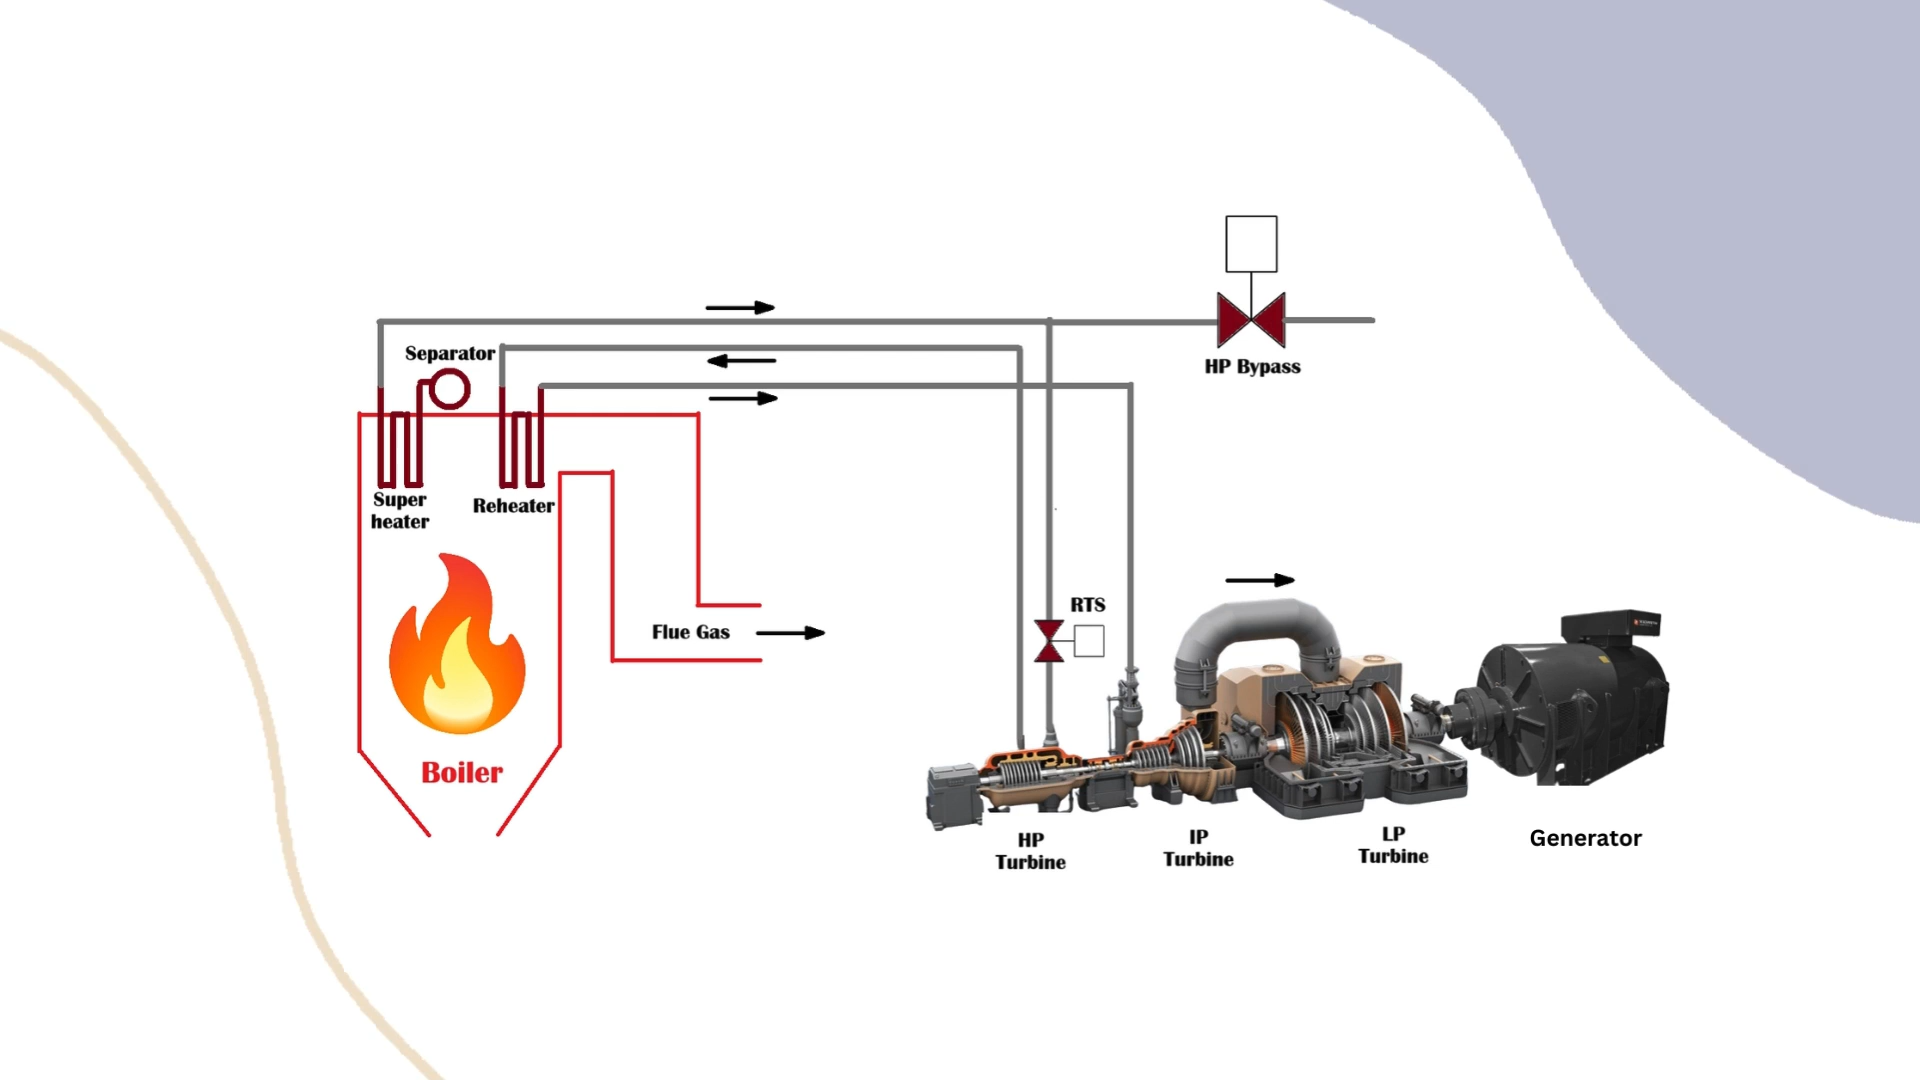 Separator
HP Bypass
Super
heater
Reheater
RTS
Flue Gas
Boiler
HP
Turbine
IP
Turbine
LP
Turbine
Generator